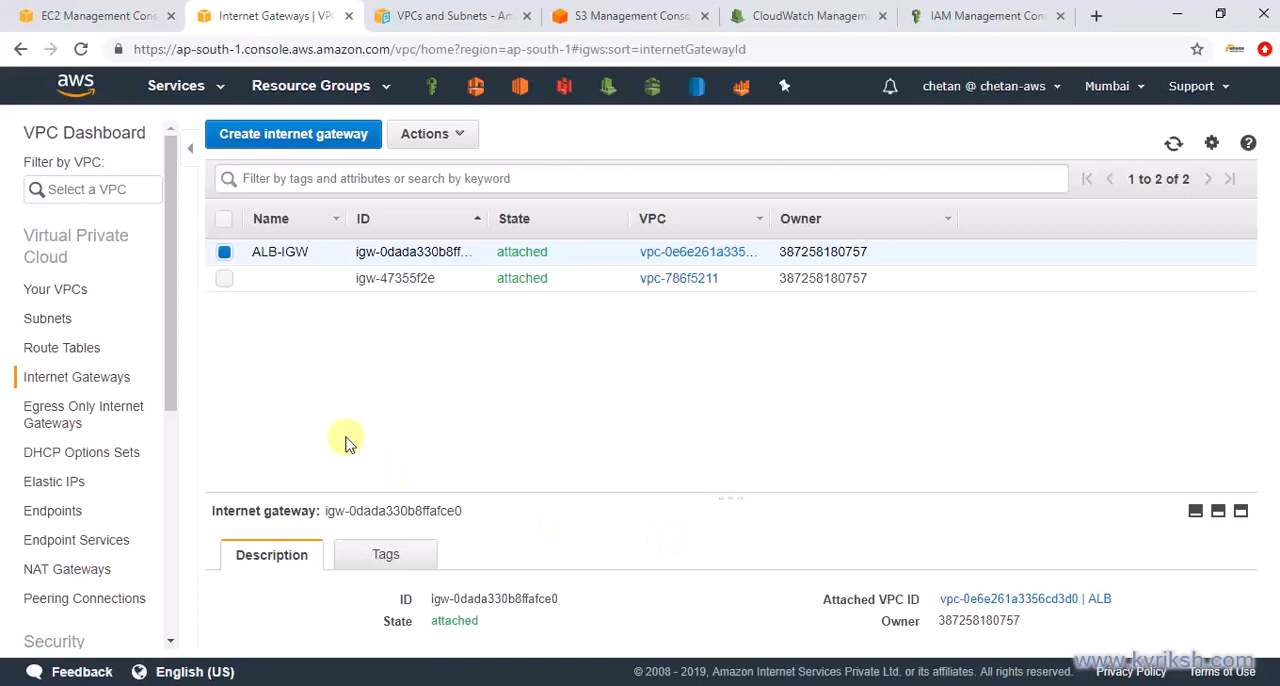 EC2 Management Cons
Internet Gateways | VPC
VPCs and Subnets - Am
S3 Management Conso
CloudWatch Manageme
IAM Management Con
https://ap-south-1.console.aws.amazon.com/vpc/home?region=ap-south-1#igws:sort=internetGatewayId
aws
Services
Resource Groups
chetan @ chetan-aws
Mumbai
Support
VPC Dashboard
Filter by VPC:
Select a VPC
Virtual Private
Cloud
Your VPCs
Subnets
Route Tables
Internet Gateways
Egress Only Internet
Gateways
DHCP Options Sets
Elastic IPs
Endpoints
Endpoint Services
NAT Gateways
Peering Connections
Security
Create internet gateway
Actions
Filter by tags and attributes or search by keyword
1 to 2 of 2
Name ID State VPC Owner
ALB-IGW igw-0dada330b8ff... attached vpc-0e6e261a335... 387258180757
igw-47355f2e attached vpc-786f5211 387258180757
Internet gateway: igw-0dada330b8ffafce0
Description
Tags
ID igw-0dada330b8ffafce0
Attached VPC ID vpc-0e6e261a3356cd3d0 | ALB
State attached
Owner 387258180757
Feedback
English (US)
© 2008 - 2019, Amazon Internet Services Private Ltd. or its affiliates. All rights reserved.
Privacy Policy
Terms of Use
www.kvriksh.com